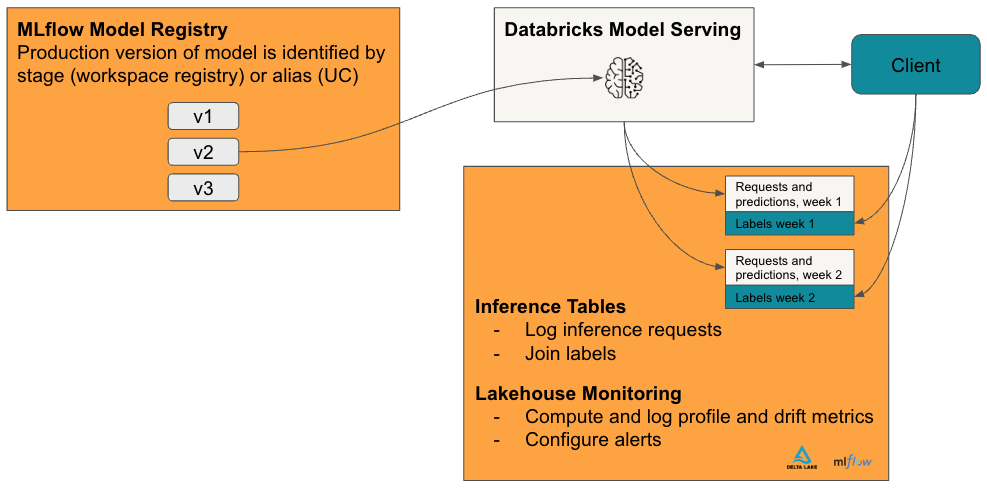 MLflow Model Registry
Production version of model is identified by
stage (workspace registry) or alias (UC)
v1
v2
v3
Databricks Model Serving
Client
Requests and
predictions, week 1
Labels week 1
Requests and
predictions, week 2
Labels week 2
Inference Tables
- Log inference requests
- Join labels
Lakehouse Monitoring
- Compute and log profile and drift metrics
- Configure alerts
DELTA LAKE
mlflow